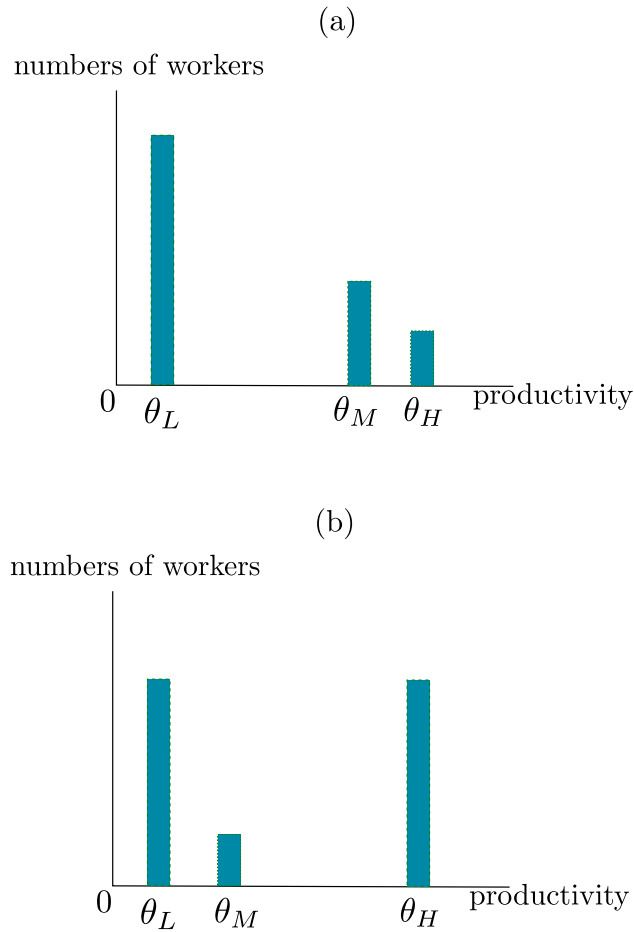 (a)
numbers of workers
0
θ_L
θ_M
θ_H
productivity
(b)
numbers of workers
0
θ_L
θ_M
θ_H
productivity